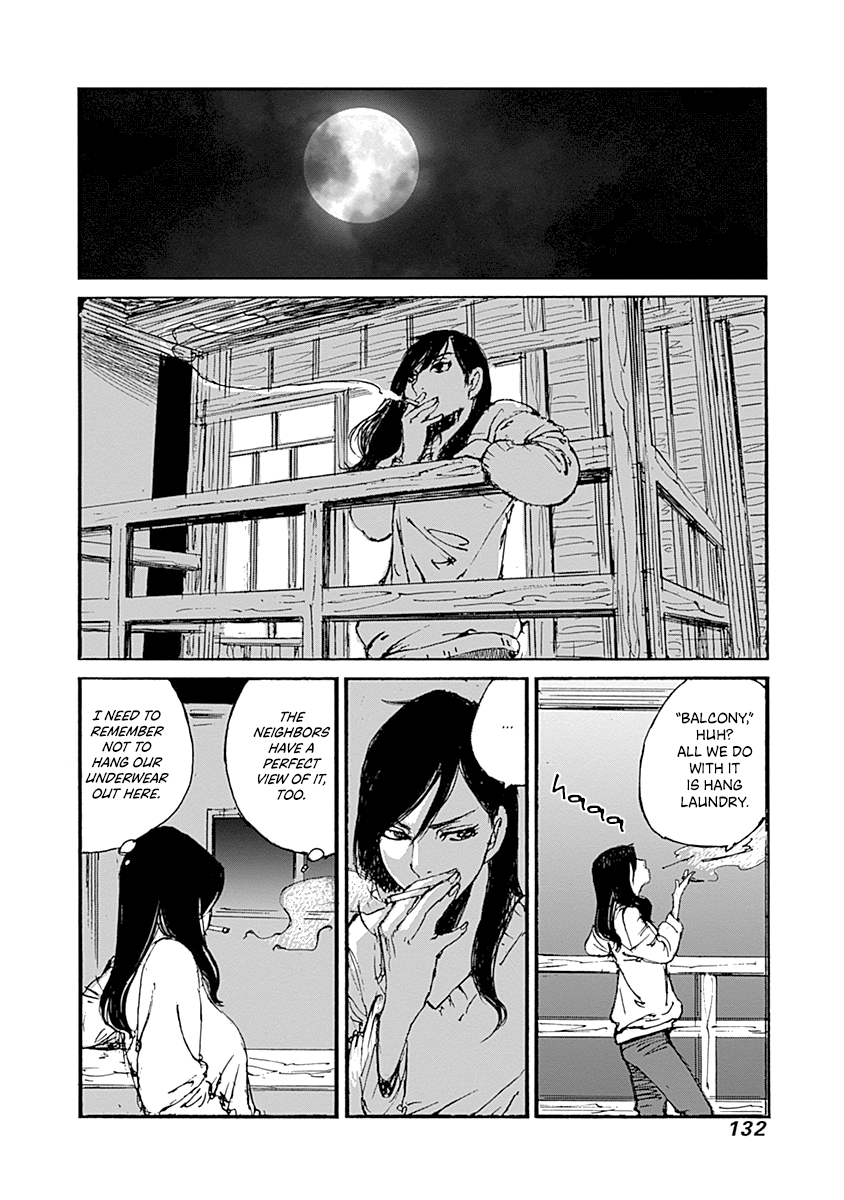 "BALCONY,"
HUH?
ALL WE DO
WITH IT
IS HANG
LAUNDRY.
haaa
...
THE
NEIGHBORS
HAVE A
PERFECT
VIEW OF IT,
TOO.
I NEED TO
REMEMBER
NOT TO
HANG OUR
UNDERWEAR
OUT HERE.
132